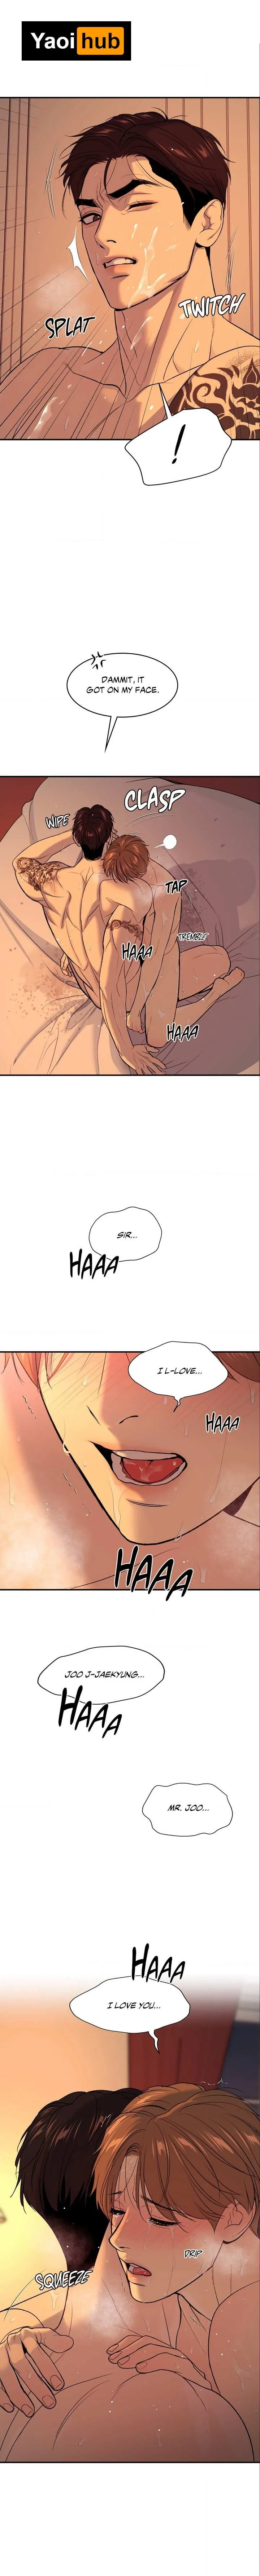 Yaoi hub
SPLAT
TWITCH
!
DAMMIT, IT
GOT ON MY FACE.
CLASP
WIPE
TAP
TREMBLE
HAAA
HAAA
SIR...
HAAA
I L-LOVE...
HAAA
HAAA
JOO J-JAEKYUNG...
HAAA
MR. JOO...
HAAA
I LOVE YOU...
DRIP
SQUEEZE